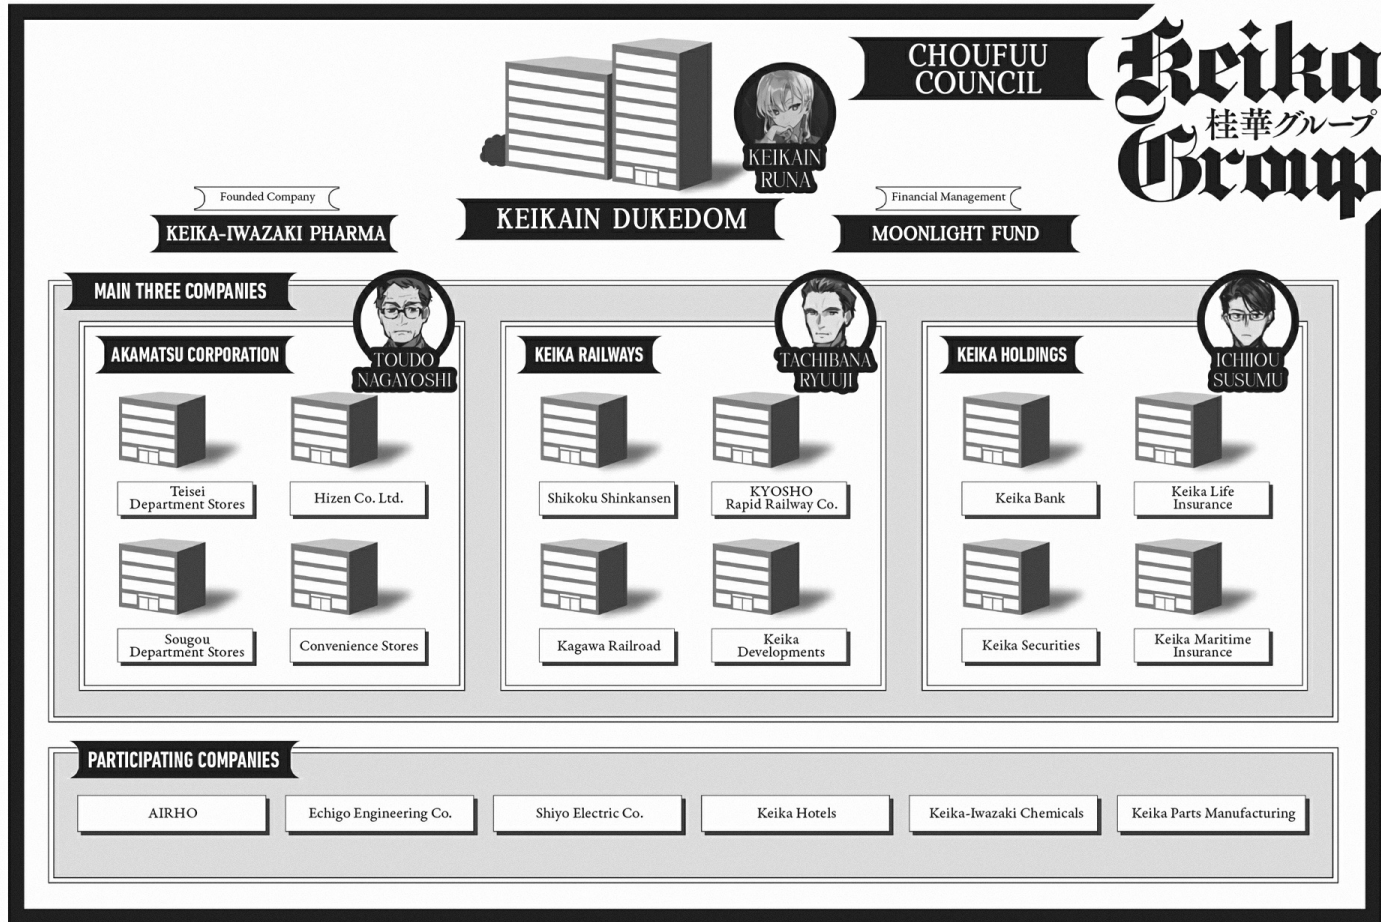 CHOUFUU
COUNCIL
Keika
桂華グループ
Group
KEIKAIN
RUNA
Founded Company
KEIKA-IWAZAKI PHARMA
KEIKAIN DUKEDOM
Financial Management
MOONLIGHT FUND
MAIN THREE COMPANIES
AKAMATSU CORPORATION
TOUDO
NAGAYOSHI
Teisei
Department Stores
Hizen Co. Ltd.
Sougou
Department Stores
Convenience Stores
KEIKA RAILWAYS
TACHIBANA
RYUUJI
Shikoku Shinkansen
KYOSHO
Rapid Railway Co.
Kagawa Railroad
Keika
Developments
KEIKA HOLDINGS
ICHIJOU
SUSUMU
Keika Bank
Keika Life
Insurance
Keika Securities
Keika Maritime
Insurance
PARTICIPATING COMPANIES
AIRHO
Echigo Engineering Co.
Shiyo Electric Co.
Keika Hotels
Keika-Iwazaki Chemicals
Keika Parts Manufacturing